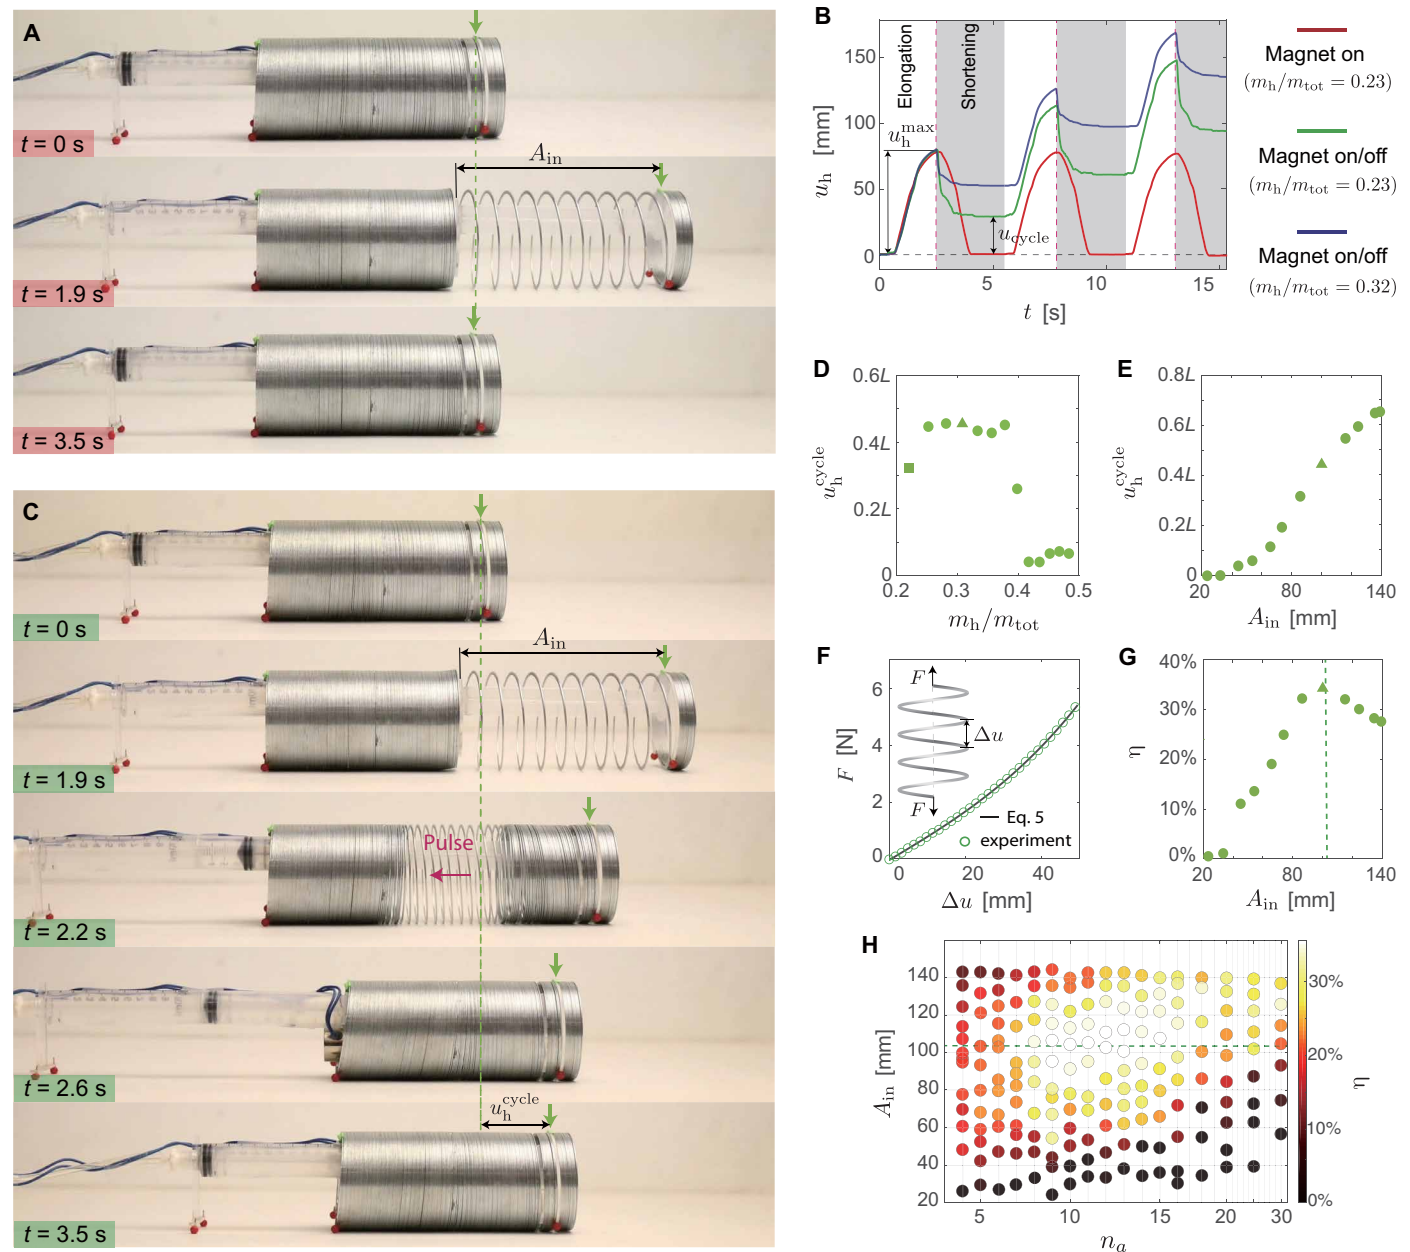 A
t = 0 s
A_in
t = 1.9 s
t = 3.5 s
B
150
100
50
0
u_h [mm]
Elongation
Shortening
u_h^max
u_cycle
0
5
10
15
t [s]
Magnet on
(m_h/m_tot = 0.23)
Magnet on/off
(m_h/m_tot = 0.23)
Magnet on/off
(m_h/m_tot = 0.32)
C
t = 0 s
A_in
t = 1.9 s
Pulse
t = 2.2 s
t = 2.6 s
u_h^cycle
t = 3.5 s
D
0.6L
0.4L
0.2L
0
u_h^cycle
0.2
0.3
0.4
0.5
m_h/m_tot
E
0.8L
0.6L
0.4L
0.2L
0
u_h^cycle
20
80
140
A_in [mm]
F
6
4
2
0
F [N]
F
Δu
F
Eq. 5
experiment
0
20
40
Δu [mm]
G
40%
30%
20%
10%
0%
η
20
80
140
A_in [mm]
H
140
120
100
80
60
40
20
A_in [mm]
5
10
15
20
30
n_a
30%
20%
10%
0%
η